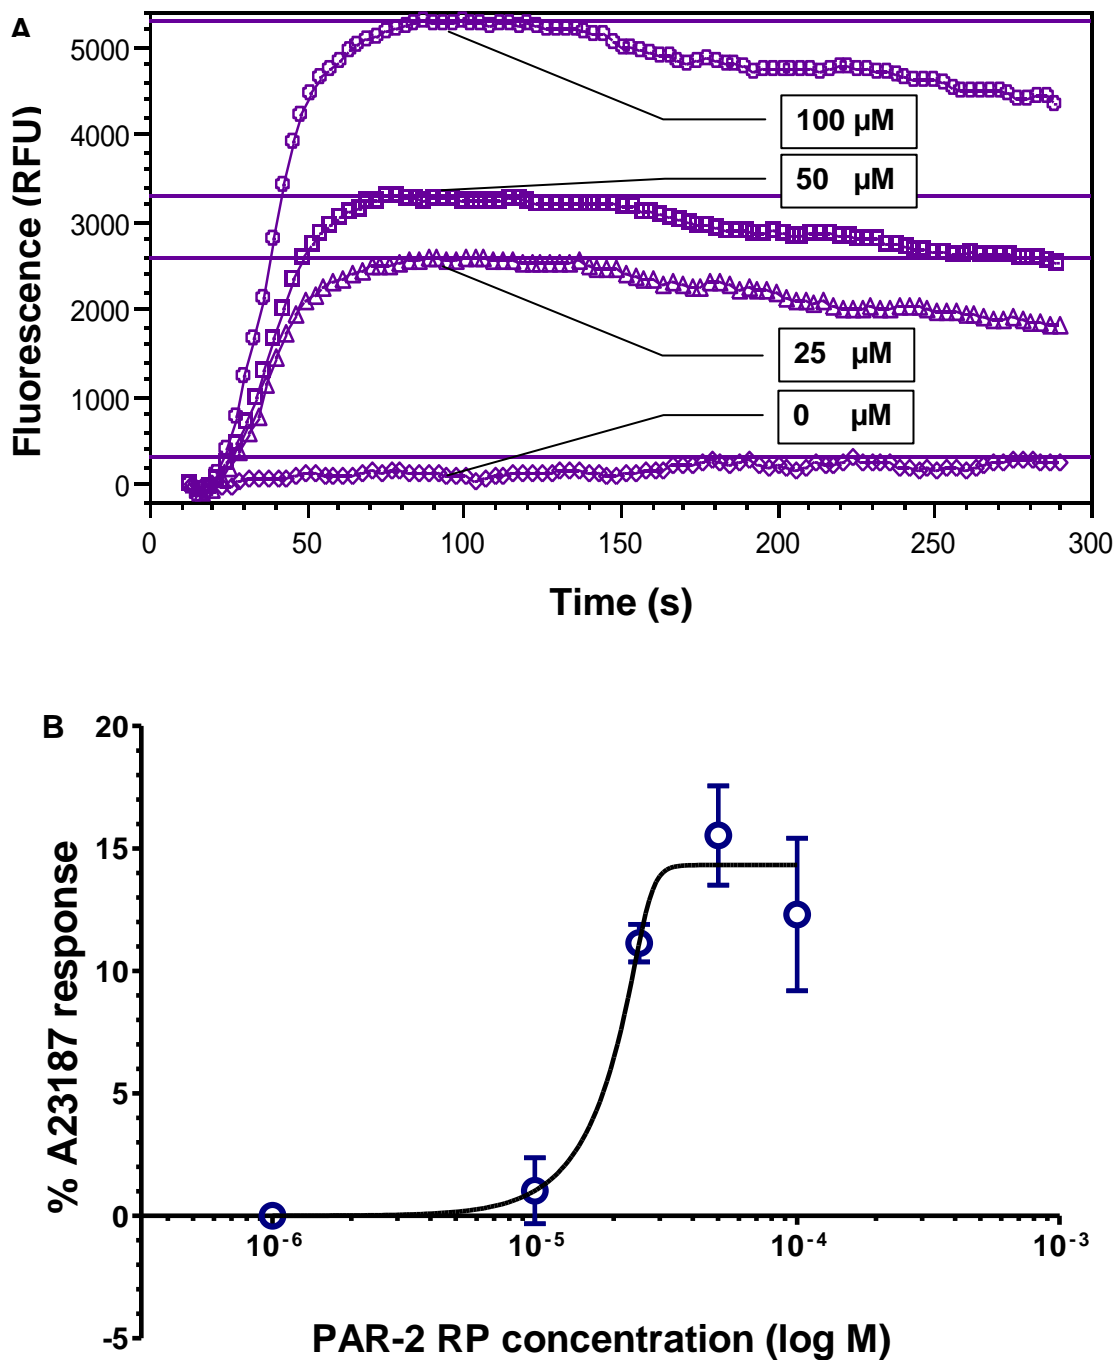 A
5000
4000
3000
2000
1000
0
Fluorescence (RFU)
100 µM
50 µM
25 µM
0 µM
0 50 100 150 200 250 300
Time (s)
B
20
15
10
5
0
-5
% A23187 response
10-6 10-5 10-4 10-3
PAR-2 RP concentration (log M)